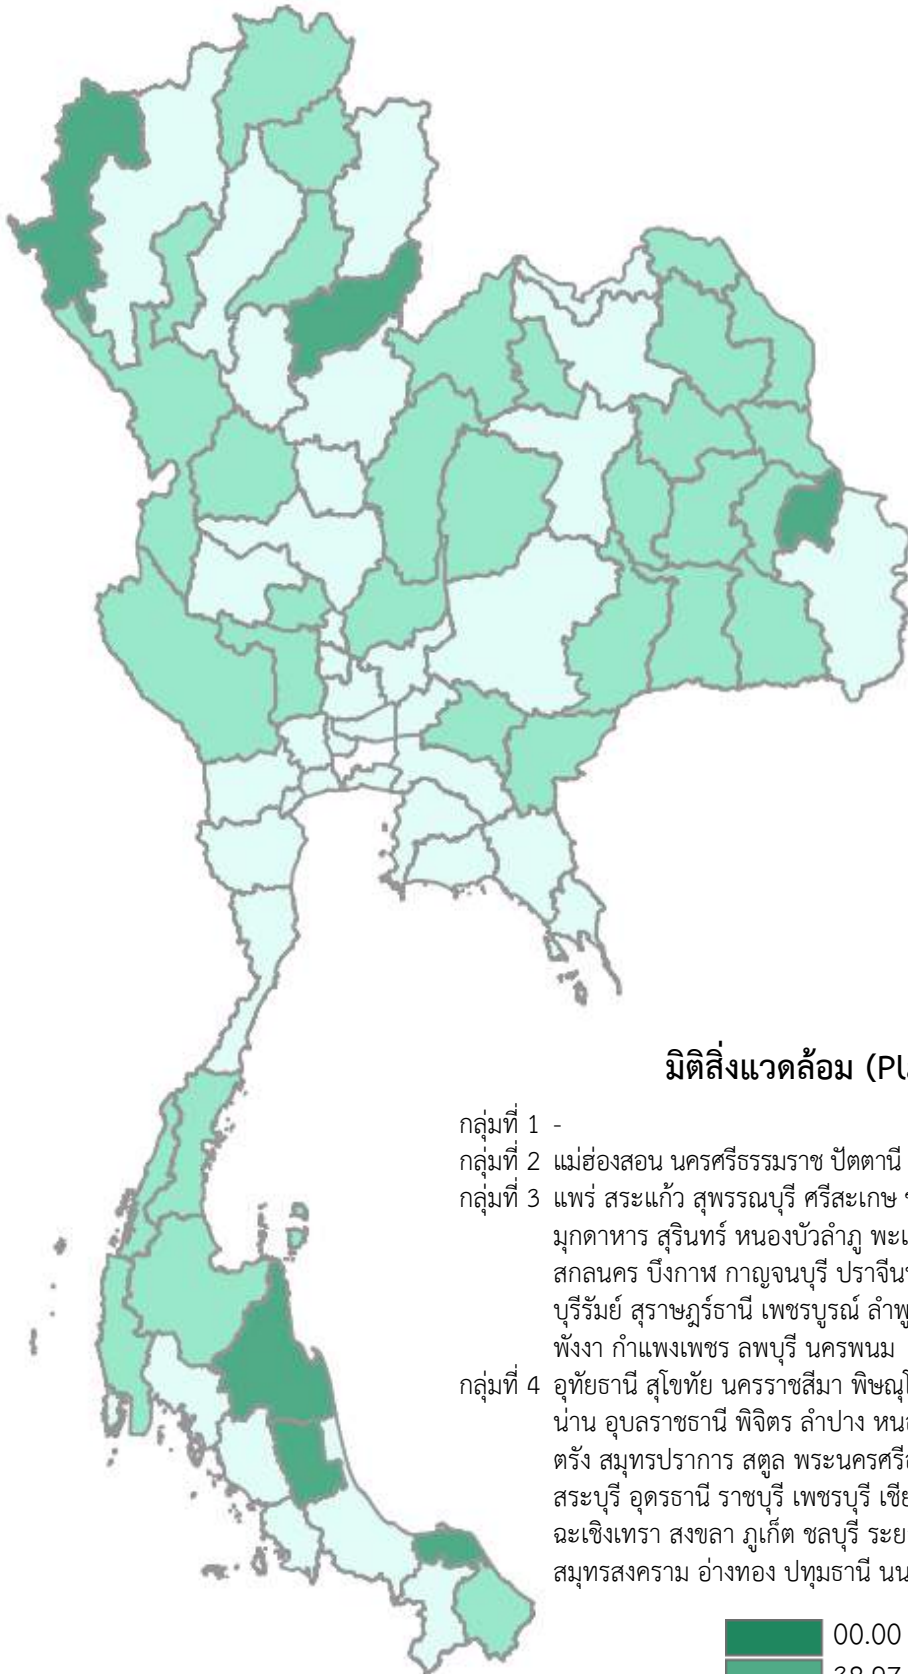 มิติสิ่งแวดล้อม
กลุ่มที่ 1 -
กลุ่มที่ 2 แม่ฮ่องสอน นครศรีธรรมราช ปัตตานี
กลุ่มที่ 3 แพร่ สระแก้ว สุพรรณบุรี ศรีสะเกษ
มุกดาหาร สุรินทร์ หนองบัวลำภู
สกลนคร บึงกาฬ กาญจนบุรี
บุรีรัมย์ สุราษฎร์ธานี เพชรบูรณ์
พังงา กำแพงเพชร ลพบุรี นครพนม
กลุ่มที่ 4 อุทัยธานี สุโขทัย นครราชสีมา
น่าน อุบลราชธานี พิจิตร ลำปาง
ตรัง สมุทรปราการ สตูล
สระบุรี อุดรธานี ราชบุรี เพชรบุรี
ฉะเชิงเทรา สงขลา ภูเก็ต ชลบุรี
สมุทรสงคราม อ่างทอง ปทุมธานี
00.00